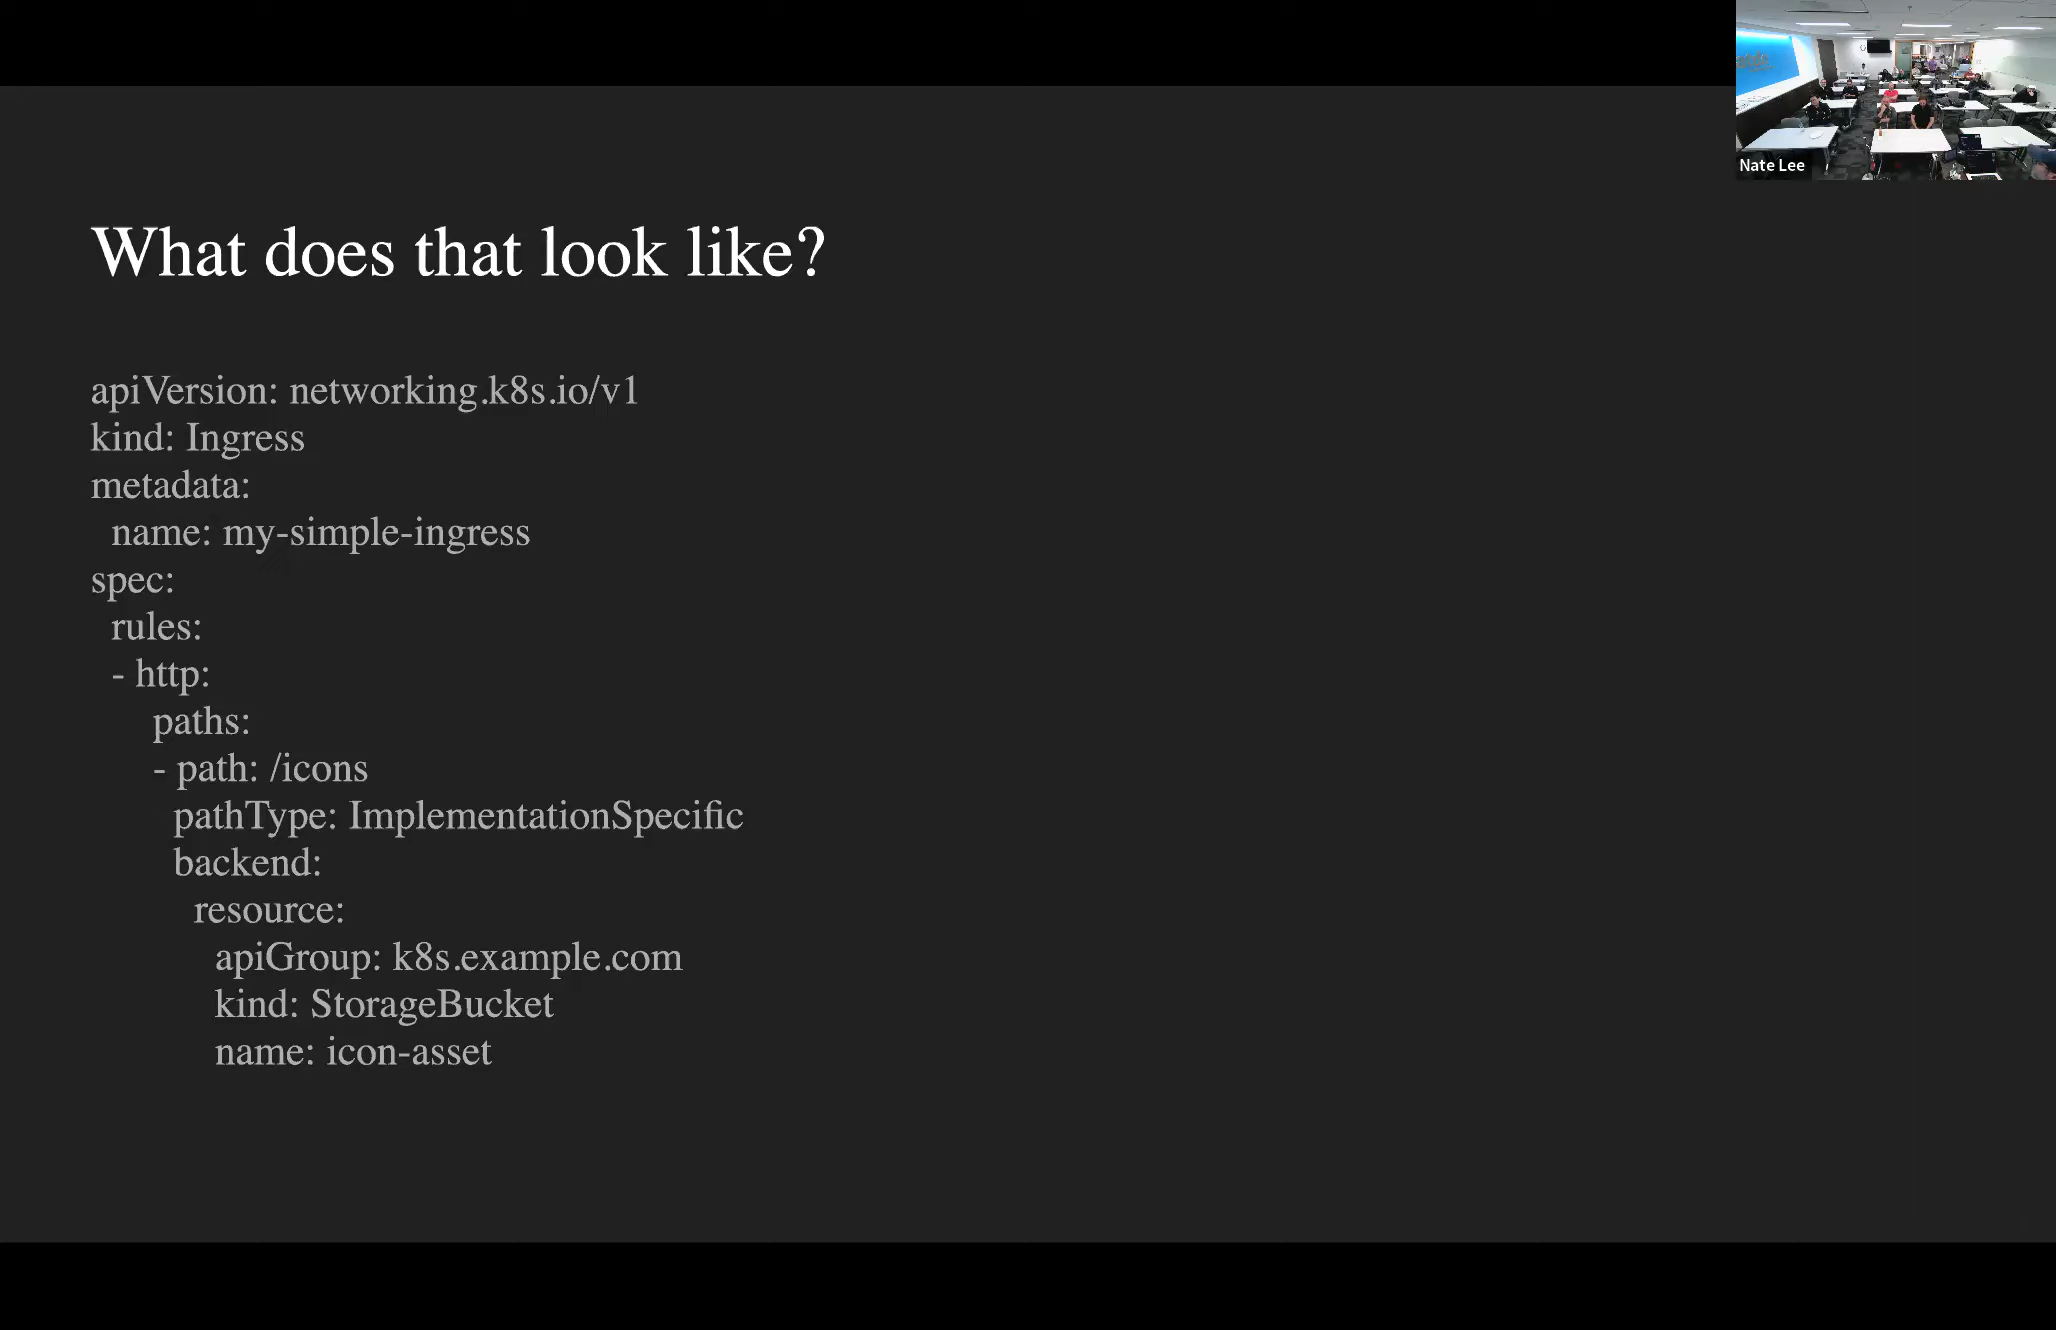 Nate Lee
What does that look like?
apiVersion: networking.k8s.io/v1
kind: Ingress
metadata:
  name: my-simple-ingress
spec:
  rules:
  - http:
      paths:
      - path: /icons
        pathType: ImplementationSpecific
        backend:
          resource:
            apiGroup: k8s.example.com
            kind: StorageBucket
            name: icon-asset